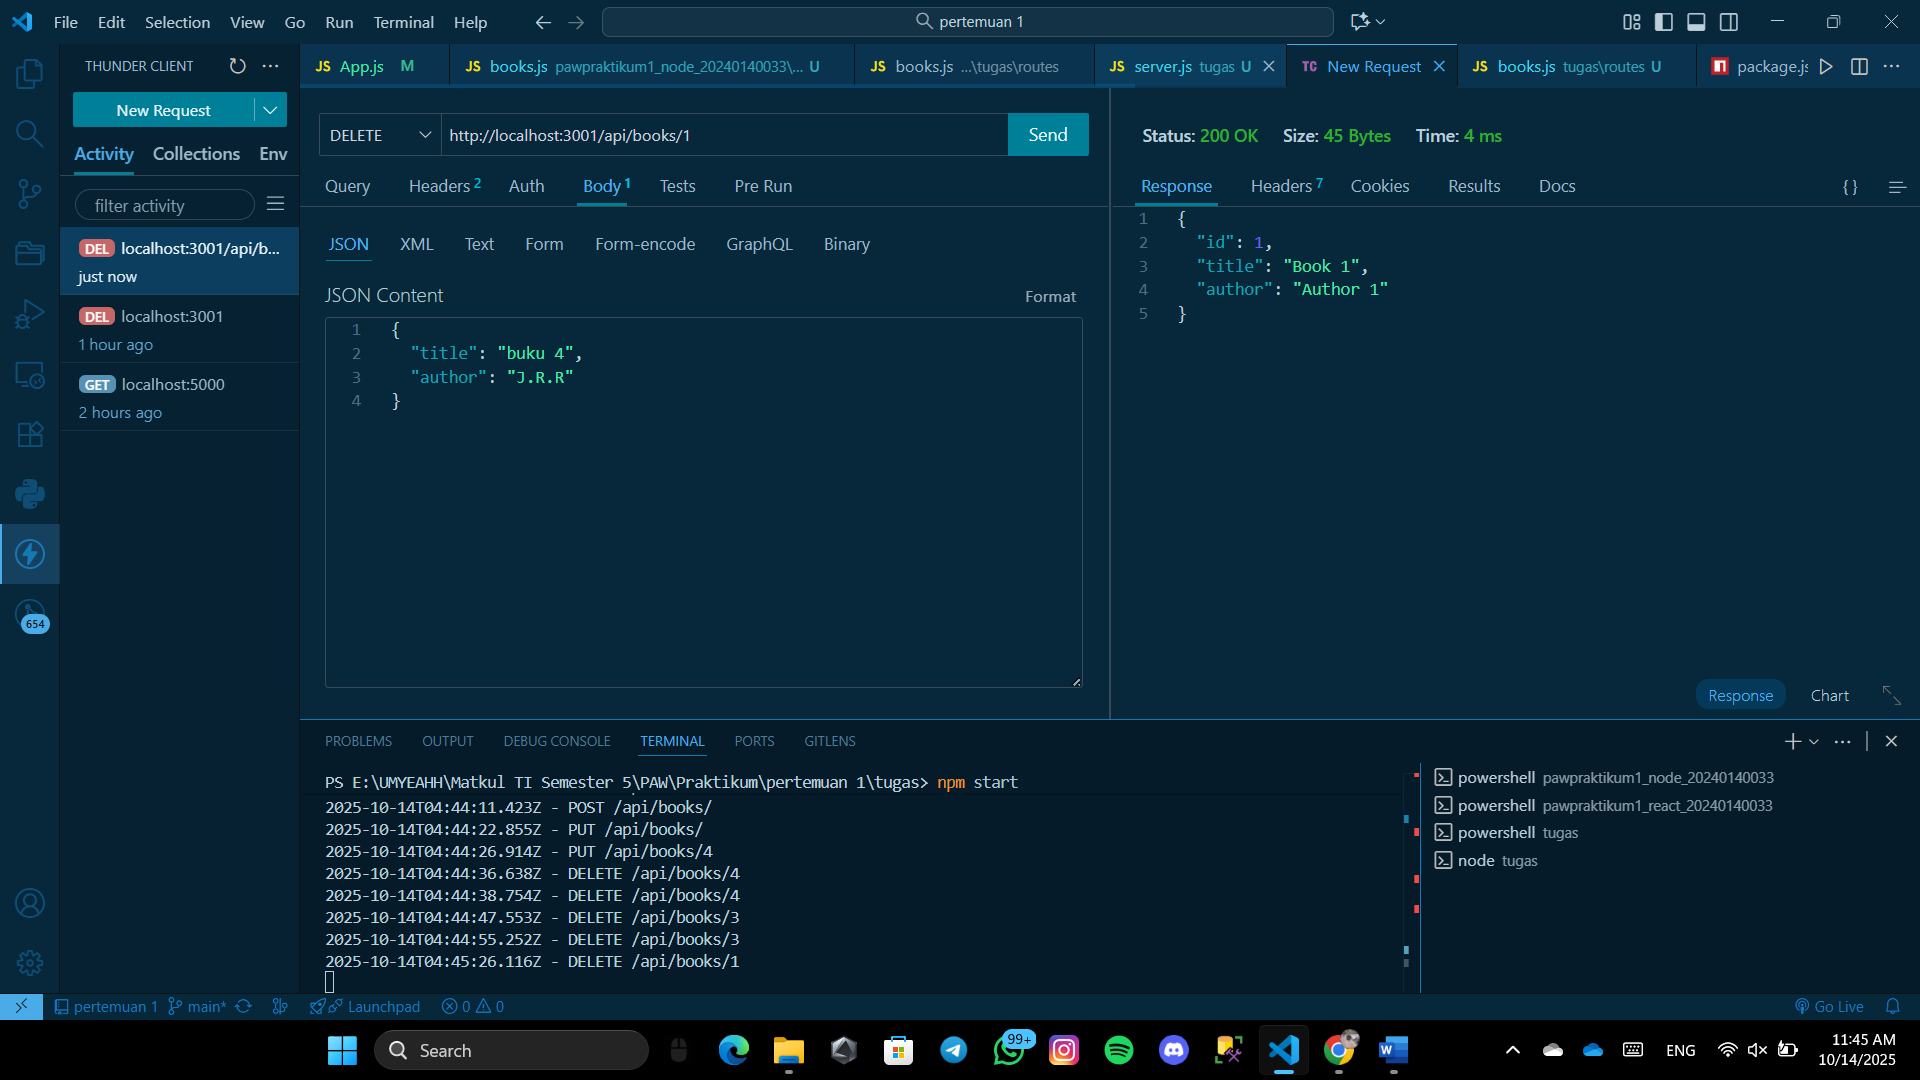 File Edit Selection View Go Run Terminal Help
pertemuan 1
THUNDER CLIENT
New Request
Activity Collections Env
filter activity
DEL localhost:3001/api/b...
just now
DEL localhost:3001
1 hour ago
GET localhost:5000
2 hours ago
654
JS App.js M
JS books.js pawpraktikum1_node_20240140033\... U
JS books.js ...\tugas\routes
JS server.js tugas U
TC New Request
JS books.js tugas\routes U
package.js
DELETE http://localhost:3001/api/books/1 Send
Query Headers 2 Auth Body 1 Tests Pre Run
JSON XML Text Form Form-encode GraphQL Binary
JSON Content Format
1 {
2 "title": "buku 4",
3 "author": "J.R.R"
4 }
Status: 200 OK Size: 45 Bytes Time: 4 ms
Response Headers 7 Cookies Results Docs { }
1 {
2 "id": 1,
3 "title": "Book 1",
4 "author": "Author 1"
5 }
Response Chart
PROBLEMS OUTPUT DEBUG CONSOLE TERMINAL PORTS GITLENS
PS E:\UMYEAHH\Matkul TI Semester 5\PAW\Praktikum\pertemuan 1\tugas> npm start
2025-10-14T04:44:11.423Z - POST /api/books/
2025-10-14T04:44:22.855Z - PUT /api/books/
2025-10-14T04:44:26.914Z - PUT /api/books/4
2025-10-14T04:44:36.638Z - DELETE /api/books/4
2025-10-14T04:44:38.754Z - DELETE /api/books/4
2025-10-14T04:44:47.553Z - DELETE /api/books/3
2025-10-14T04:44:55.252Z - DELETE /api/books/3
2025-10-14T04:45:26.116Z - DELETE /api/books/1
powershell pawpraktikum1_node_20240140033
powershell pawpraktikum1_react_20240140033
powershell tugas
node tugas
pertemuan 1 main* Launchpad 0 0 Go Live
Search
99+
ENG
11:45 AM
10/14/2025